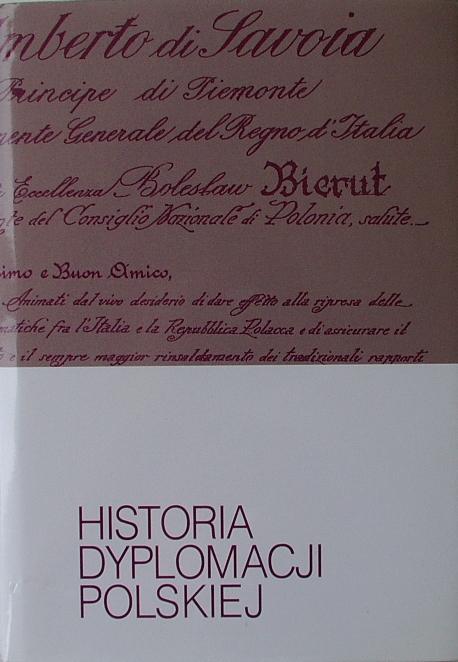 mberto di Savoia
Principe di Piemonte
nente Generale del Regno d'Italia
Eccellenza Boleslaw Bierut
te del Consiglio Nazionale di Polonia, salute.
imo e Buon Amico,
Animati dal vivo desiderio di dare effetto alla ripresa delle
matiche fra l'Italia e la Repubblica Polacca e di assicurare il
e il sempre maggior rinsaldamento dei tradizionali rapporti
HISTORIA
DYPLOMACJI
POLSKIEJ